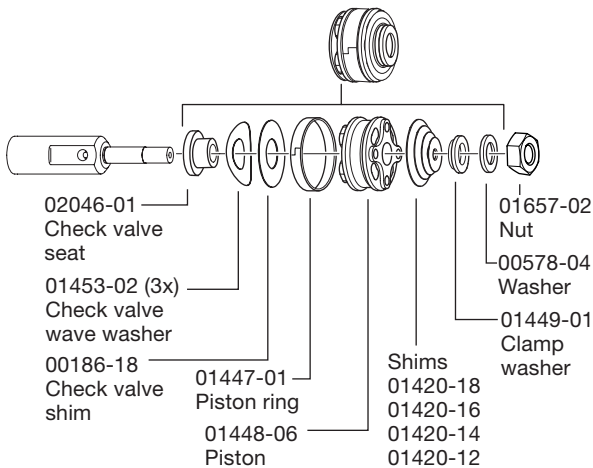 02046-01
Check valve
seat
01453-02 (3x)
Check valve
wave washer
00186-18
Check valve
shim
01447-01
Piston ring
01448-06
Piston
Shims
01420-18
01420-16
01420-14
01420-12
01657-02
Nut
00578-04
Washer
01449-01
Clamp
washer